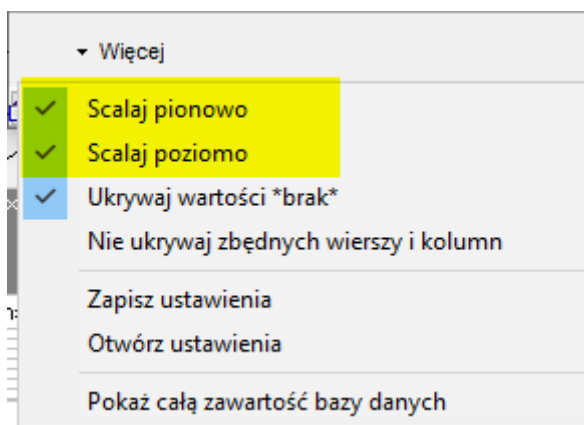 Więcej
Scalaj pionowo
Scalaj poziomo
Ukrywaj wartości *brak*
Nie ukrywaj zbędnych wierszy i kolumn
Zapisz ustawienia
Otwórz ustawienia
Pokaż całą zawartość bazy danych